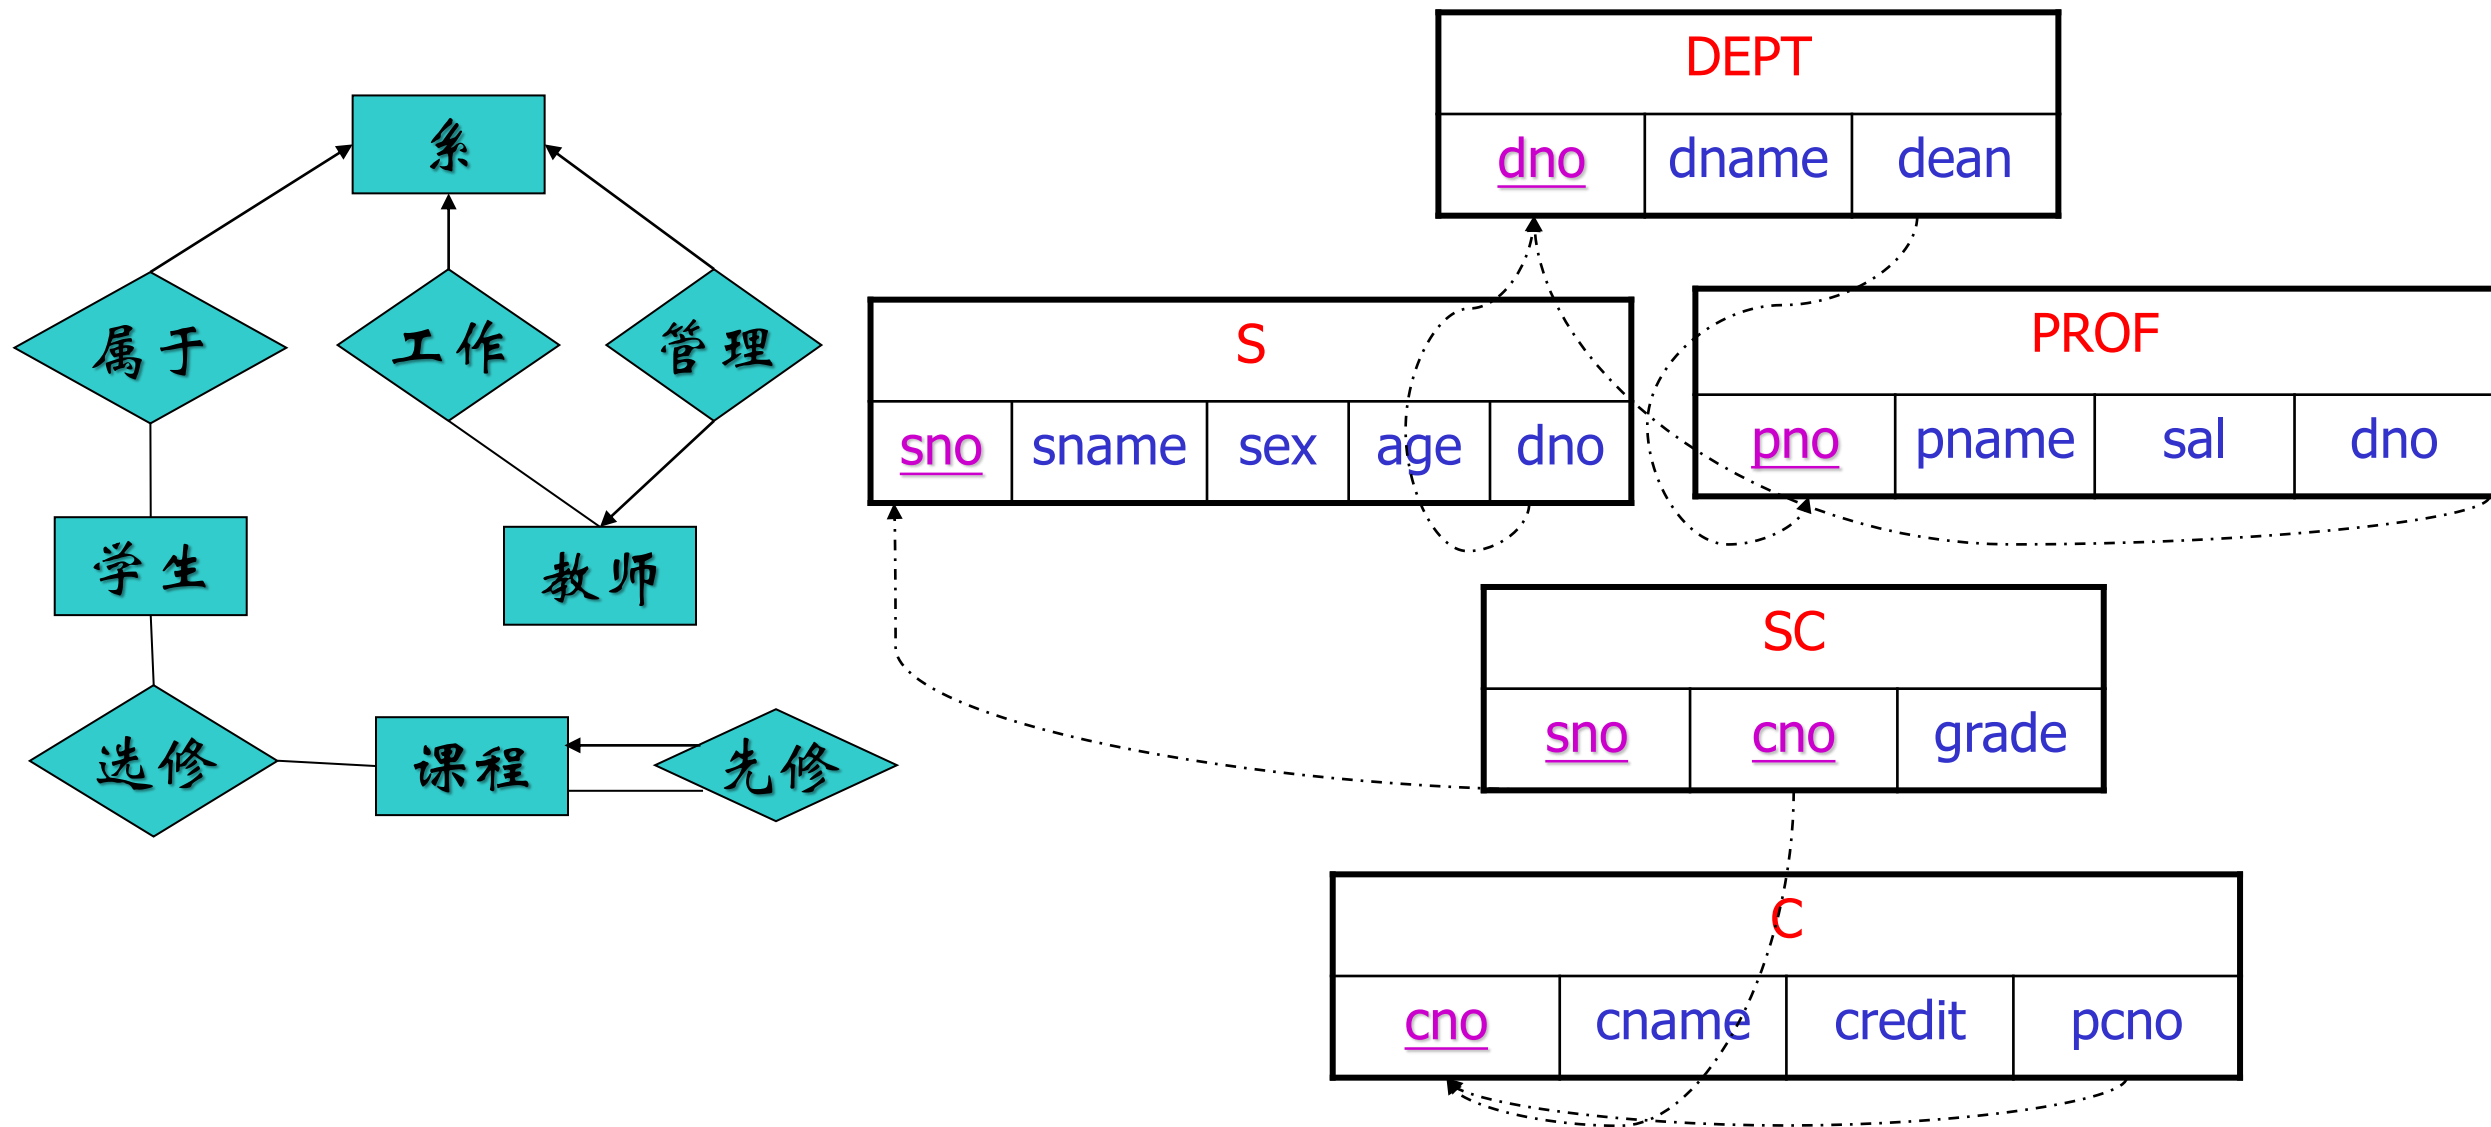 系
属于
工作
管理
学生
教师
选修
课程
先修
DEPT
dno dname dean
S
sno sname sex age dno
PROF
pno pname sal dno
SC
sno cno grade
C
cno cname credit pcno